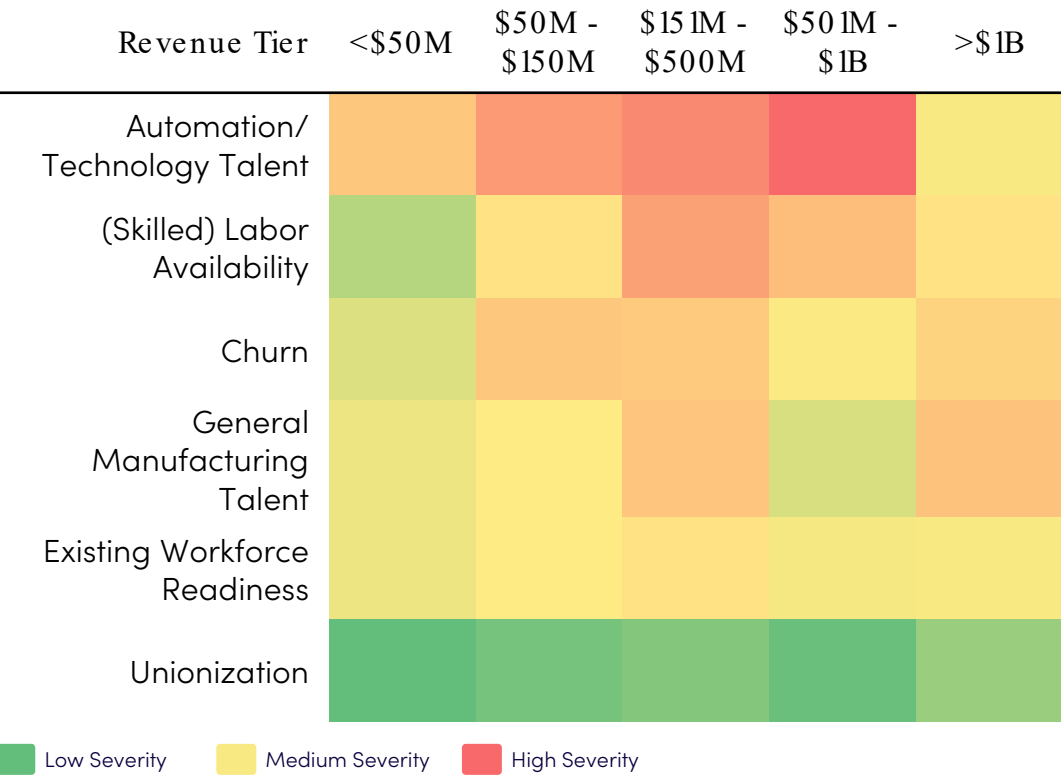 Revenue Tier <$50M $50M - $150M $151M - $500M $501M - $1B >$1B
Automation/
Technology Talent
(Skilled) Labor
Availability
Churn
General
Manufacturing
Talent
Existing Workforce
Readiness
Unionization
Low Severity Medium Severity High Severity